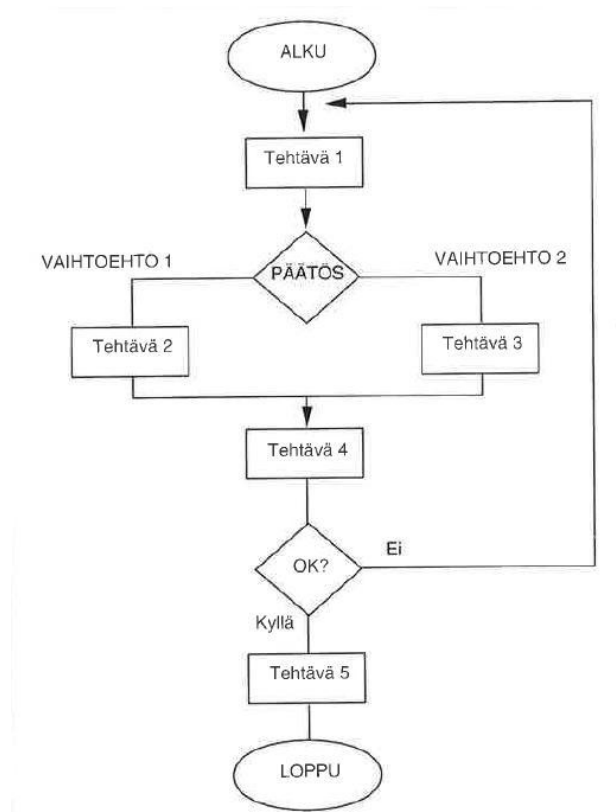 ALKU
Tehtävä 1
VAIHTOEHTO 1
PÄÄTÖS
VAIHTOEHTO 2
Tehtävä 2
Tehtävä 3
Tehtävä 4
OK?
Ei
Kyllä
Tehtävä 5
LOPPU